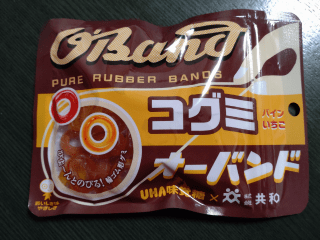 O'Band
PURE RUBBER BANDS
コグミ
パイン
いちご
オーバンド
UHA味覚糖 × 共和